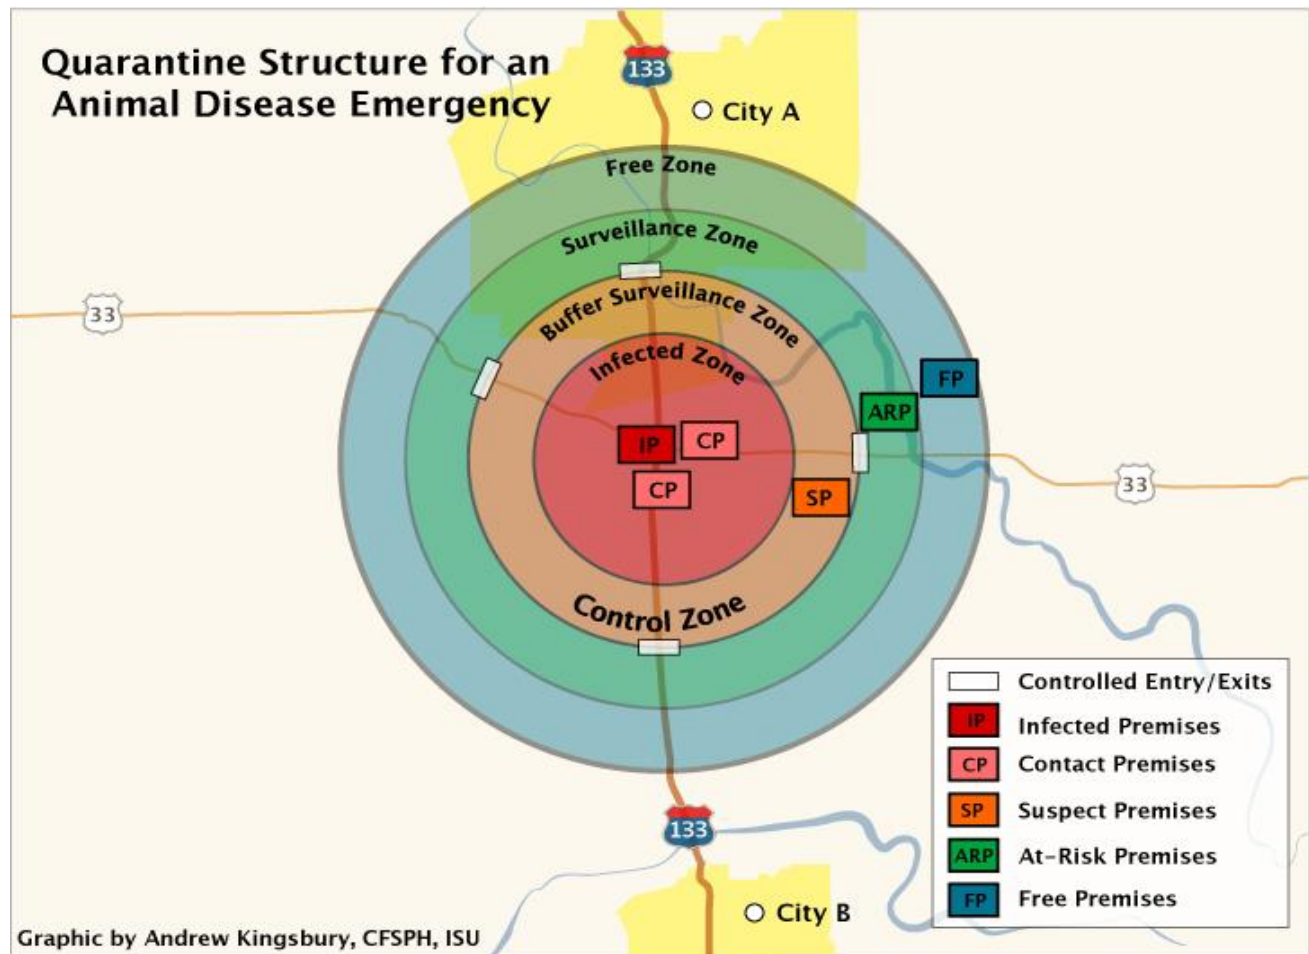 Quarantine Structure for an
Animal Disease Emergency
133
City A
Free Zone
Surveillance Zone
Buffer Surveillance Zone
Infected Zone
33
FP
ARP
IP
CP
CP
SP
33
Control Zone
Controlled Entry/Exits
IP Infected Premises
CP Contact Premises
SP Suspect Premises
ARP At-Risk Premises
FP Free Premises
133
City B
Graphic by Andrew Kingsbury, CFSPH, ISU